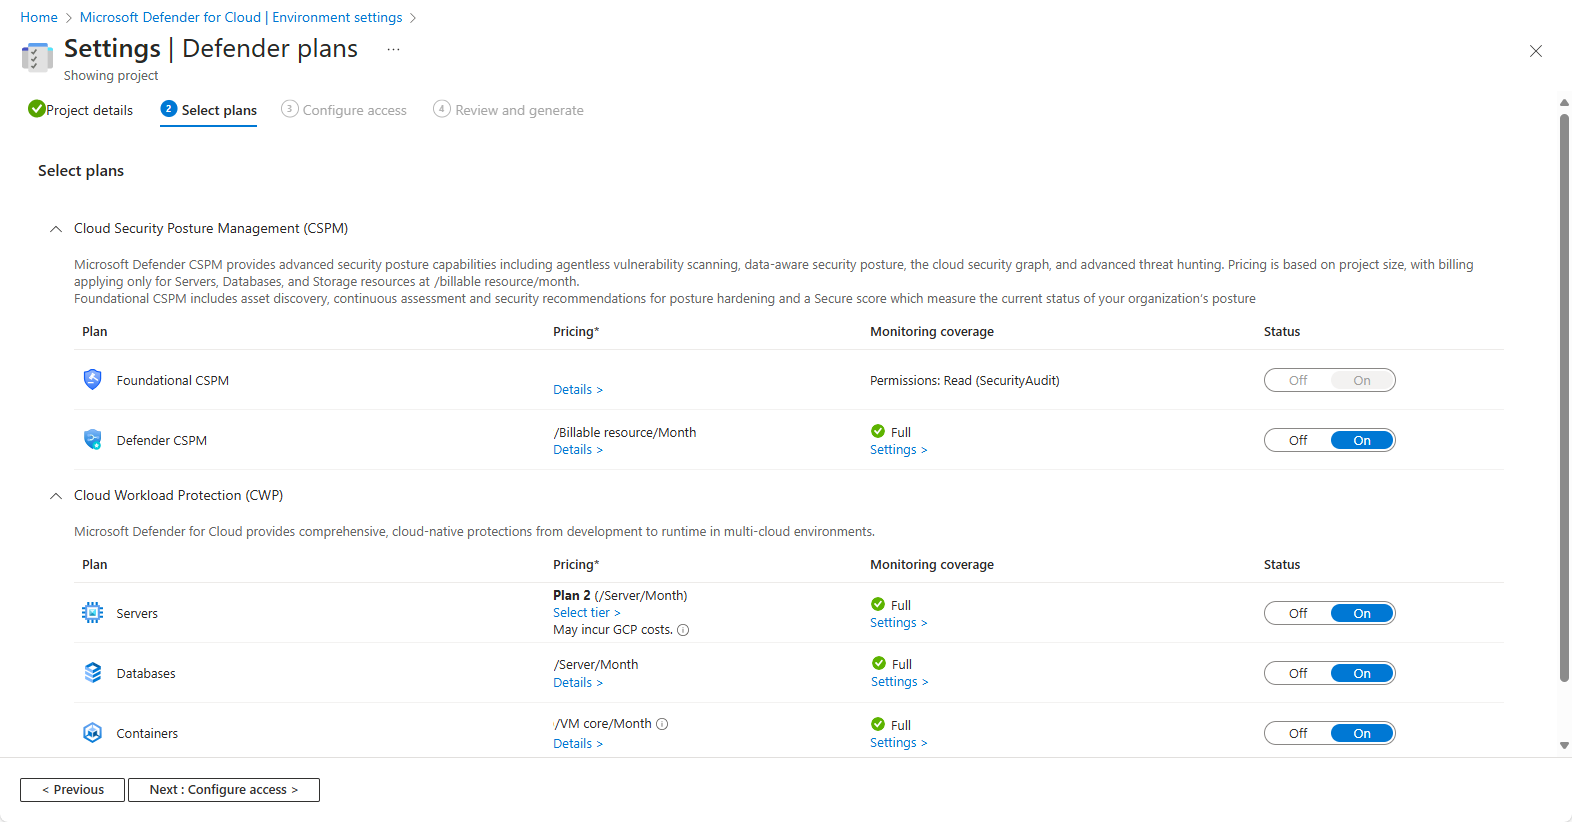 Home > Microsoft Defender for Cloud | Environment settings >
Settings | Defender plans ...
Showing project
Project details 2 Select plans 3 Configure access 4 Review and generate
Select plans
Cloud Security Posture Management (CSPM)
Microsoft Defender CSPM provides advanced security posture capabilities including agentless vulnerability scanning, data-aware security posture, the cloud security graph, and advanced threat hunting. Pricing is based on project size, with billing
applying only for Servers, Databases, and Storage resources at /billable resource/month.
Foundational CSPM includes asset discovery, continuous assessment and security recommendations for posture hardening and a Secure score which measure the current status of your organization's posture
Plan Pricing* Monitoring coverage Status
Foundational CSPM Details > Permissions: Read (SecurityAudit) Off On
Defender CSPM /Billable resource/Month Full Off On
Details > Settings >
Cloud Workload Protection (CWP)
Microsoft Defender for Cloud provides comprehensive, cloud-native protections from development to runtime in multi-cloud environments.
Plan Pricing* Monitoring coverage Status
Servers Plan 2 (/Server/Month) Full Off On
Select tier > Settings >
May incur GCP costs.
Databases /Server/Month Full Off On
Details > Settings >
Containers /VM core/Month Full Off On
Details > Settings >
< Previous Next : Configure access >